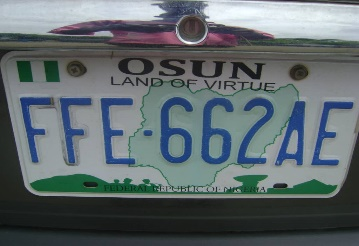 OSUN
LAND OF VIRTUE
FFE-662AE
FEDERAL REPUBLIC OF NIGERIA